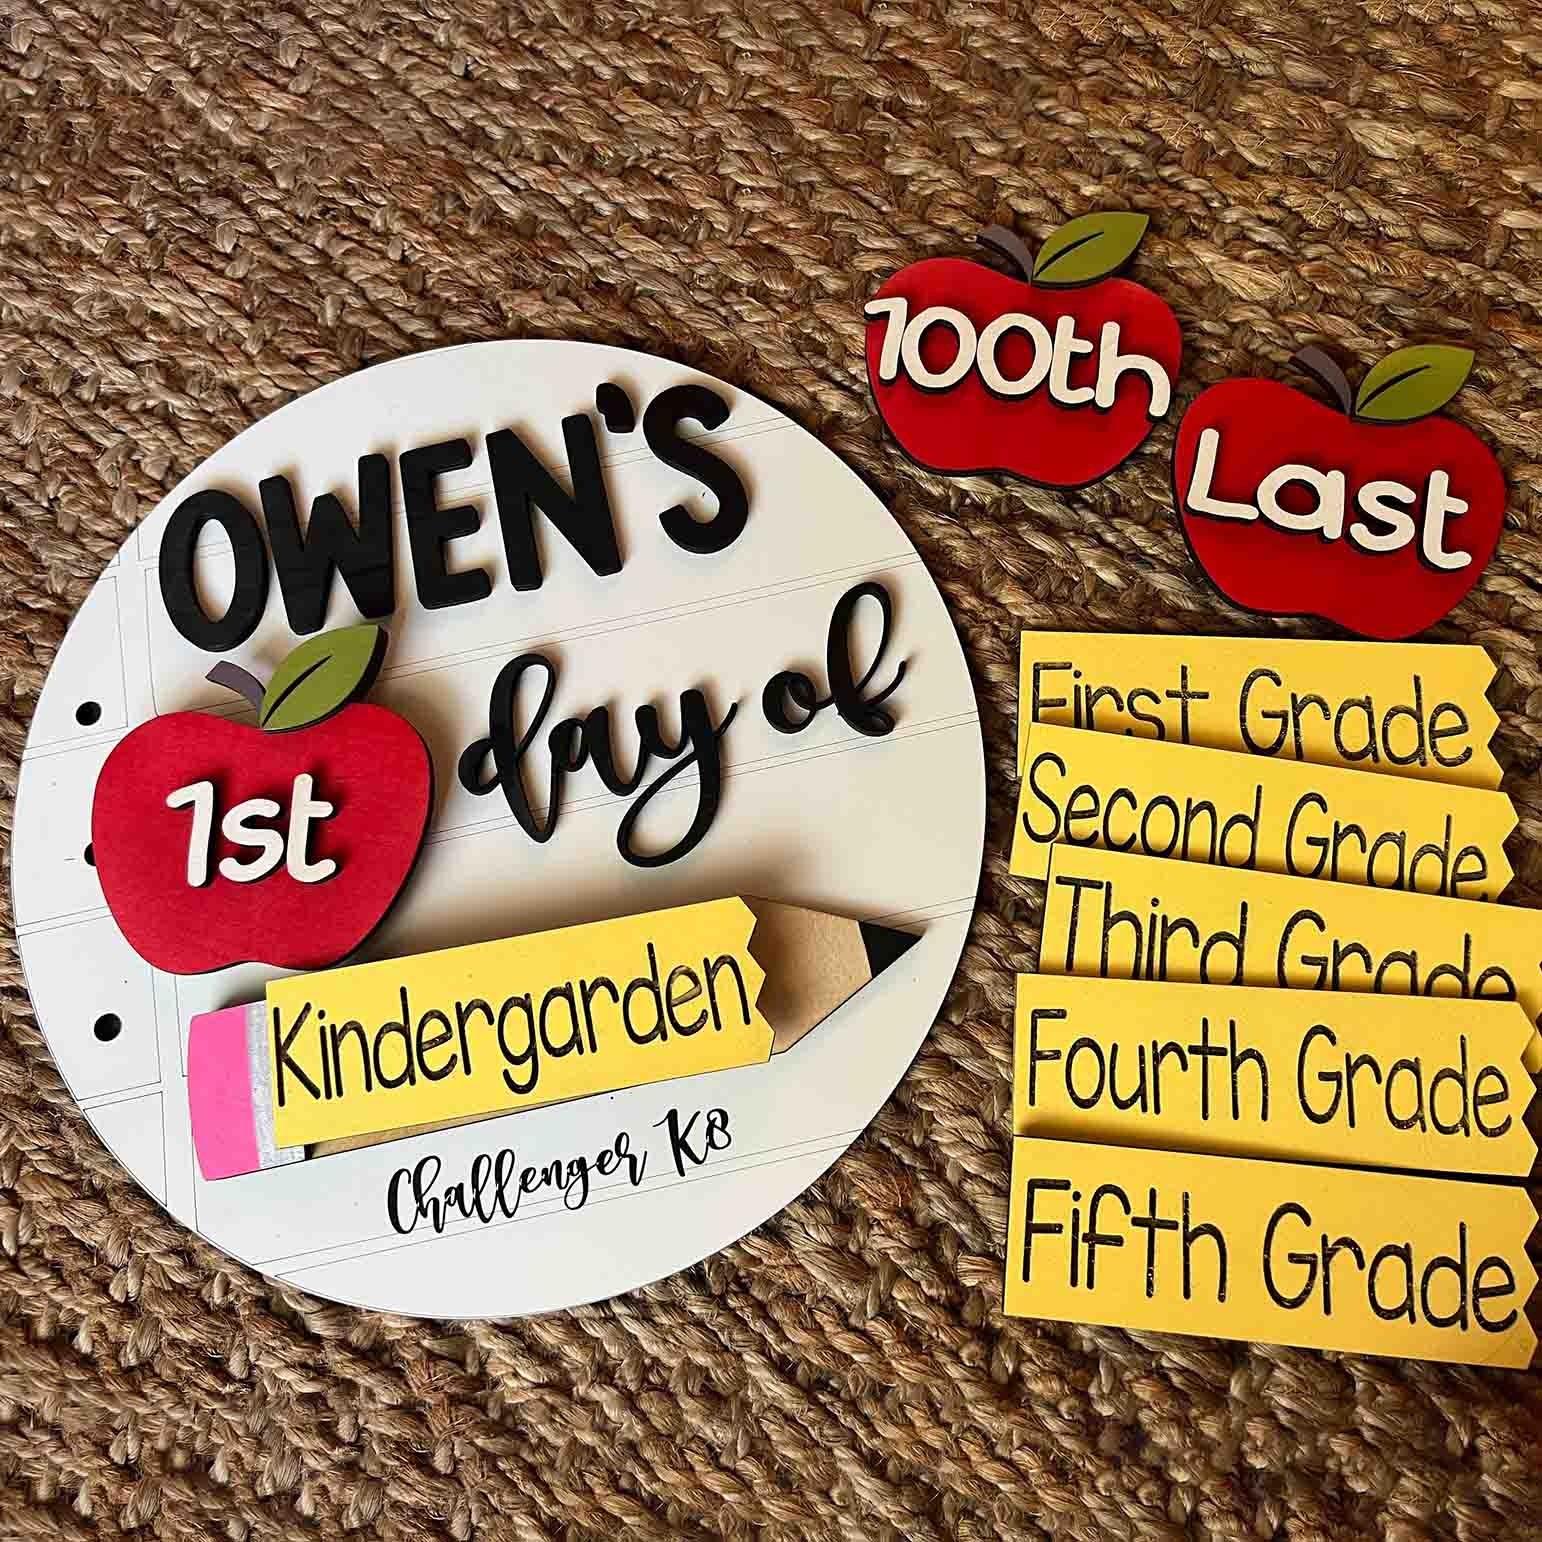 OWEN'S
1st day of
Kindergarden
Challenger K8
100th
Last
First Grade
Second Grade
Third Grade
Fourth Grade
Fifth Grade